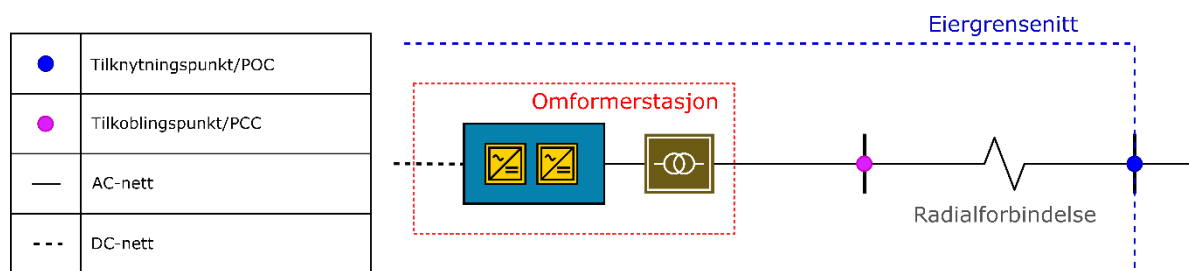 Eiergrensenitt
Tilknytningspunkt/POC
Omformerstasjon
Tilkoblingspunkt/PCC
AC-nett
Radialforbindelse
DC-nett